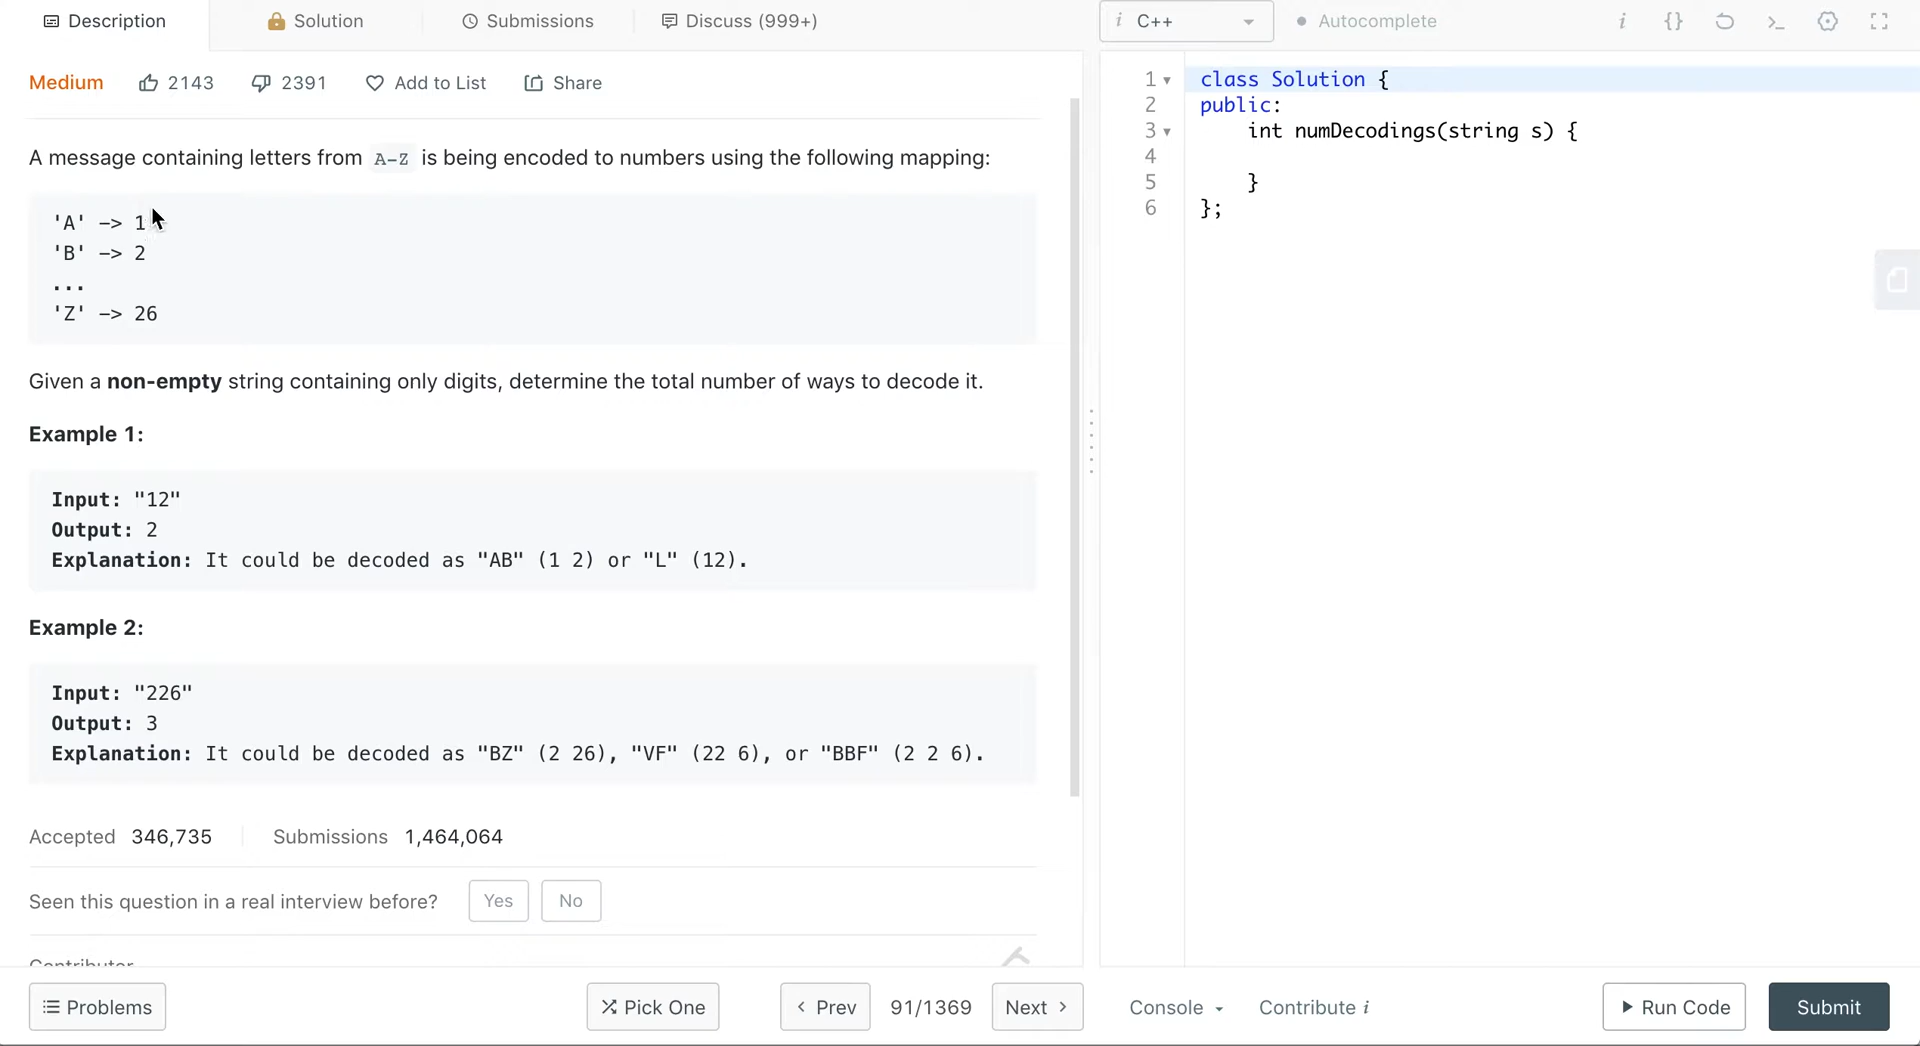 Description
Solution
Submissions
Discuss (999+)
i C++
Autocomplete
i {}
Medium 2143 2391 Add to List Share
A message containing letters from A-Z is being encoded to numbers using the following mapping:
'A' -> 1
'B' -> 2
...
'Z' -> 26
Given a non-empty string containing only digits, determine the total number of ways to decode it.
Example 1:
Input: "12"
Output: 2
Explanation: It could be decoded as "AB" (1 2) or "L" (12).
Example 2:
Input: "226"
Output: 3
Explanation: It could be decoded as "BZ" (2 26), "VF" (22 6), or "BBF" (2 2 6).
Accepted 346,735 Submissions 1,464,064
Seen this question in a real interview before? Yes No
Contributor
1 class Solution {
2 public:
3 int numDecodings(string s) {
4
5 }
6 };
Problems
Pick One
Prev
91/1369
Next
Console
Contribute i
Run Code
Submit